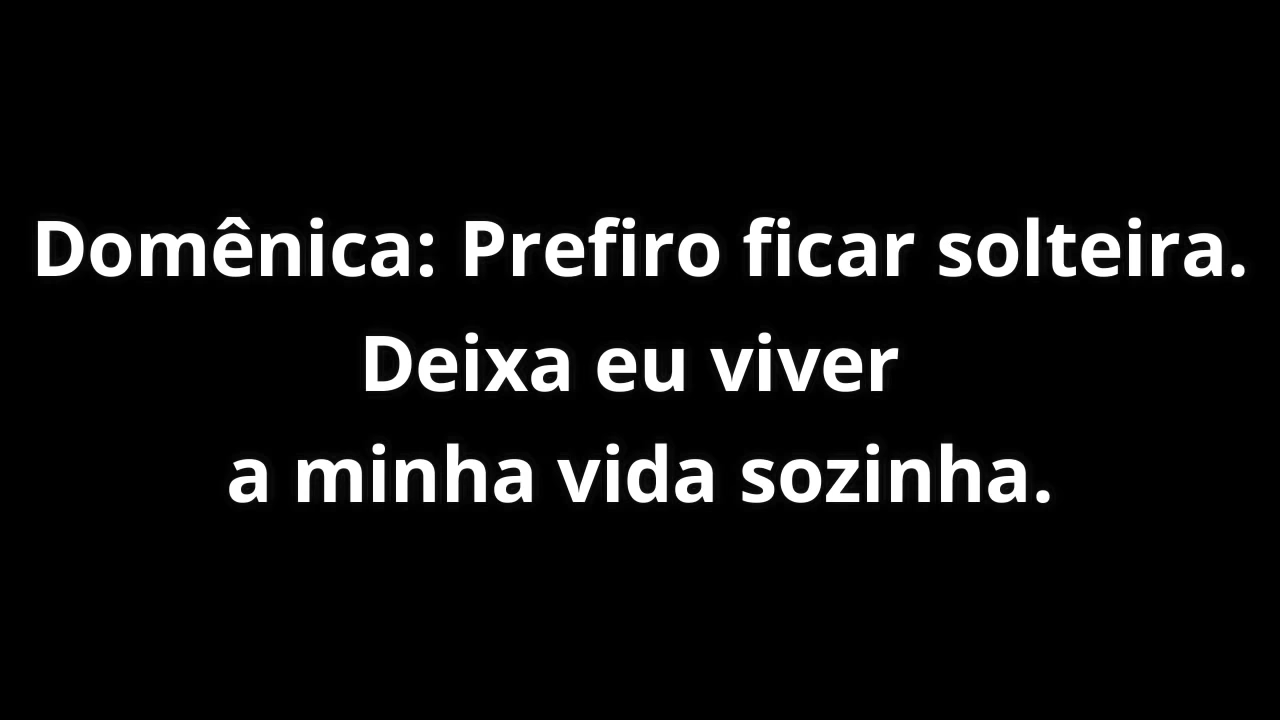 Domênica: Prefiro ficar solteira.
Deixa eu viver
a minha vida sozinha.